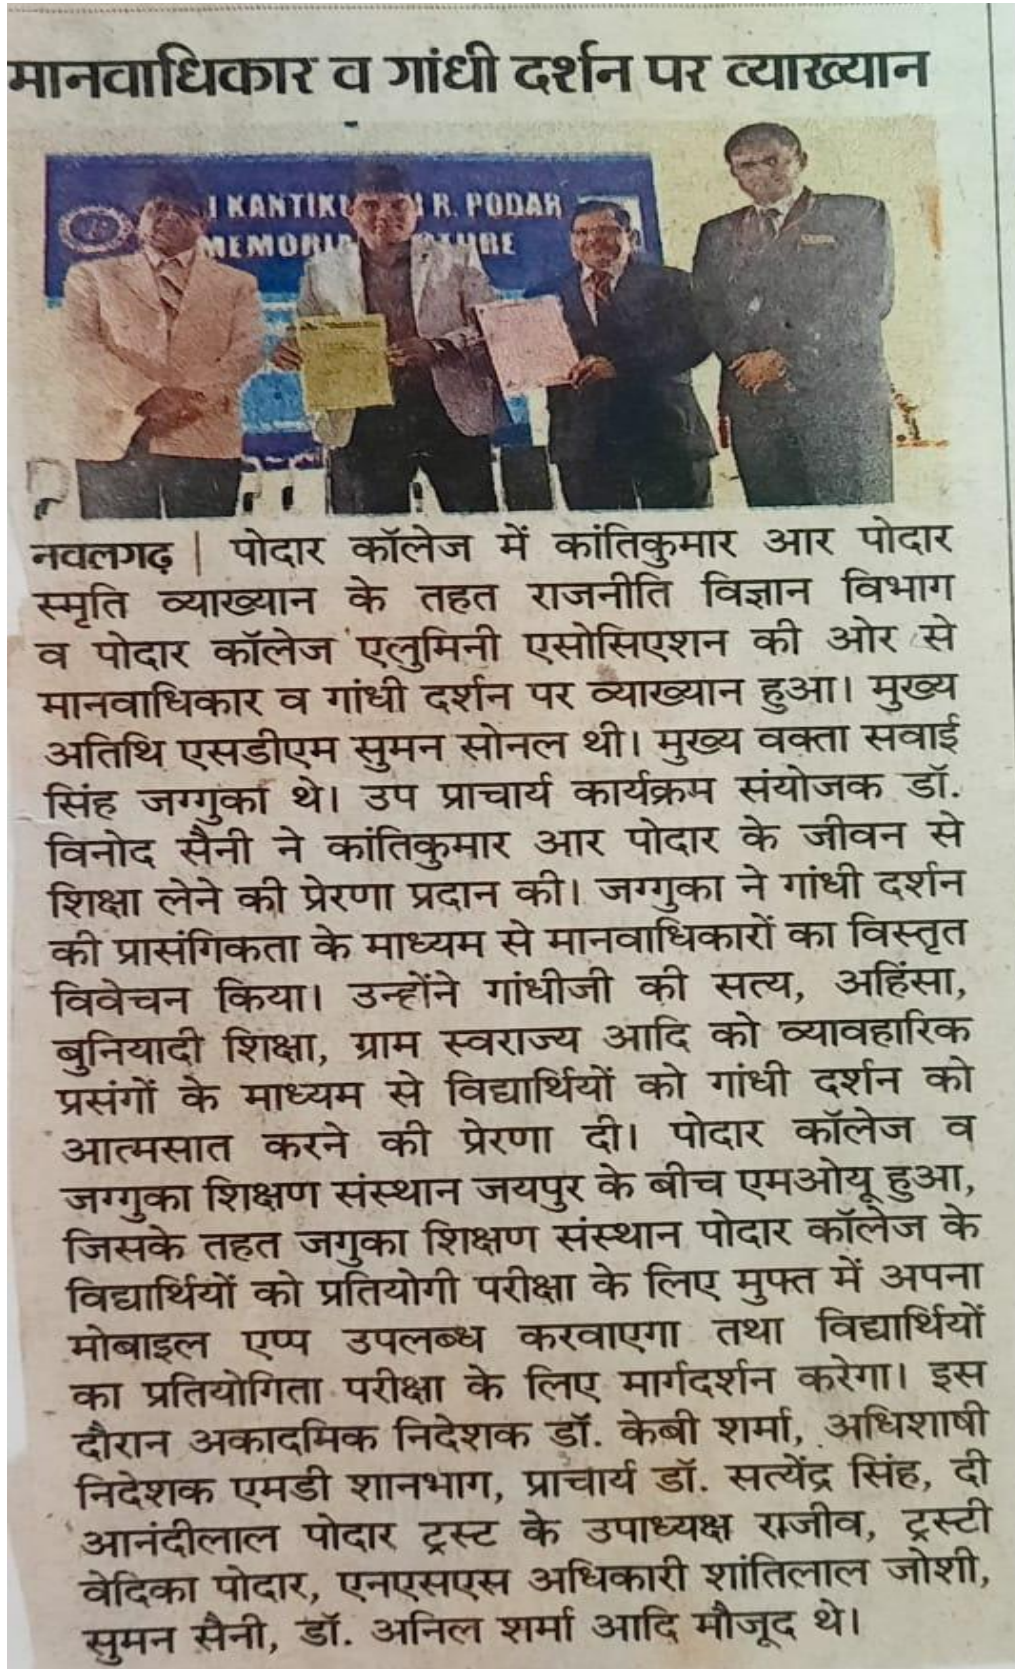 मानवाधिकार व गांधी दर्शन पर व्याख्यान
I KANTIKU R. PODAR
MEMORIA TURE
नवलगढ़ | पोदार कॉलेज में कांतिकुमार आर पोदार
स्मृति व्याख्यान के तहत राजनीति विज्ञान विभाग
व पोदार कॉलेज एलुमिनी एसोसिएशन की ओर से
मानवाधिकार व गांधी दर्शन पर व्याख्यान हुआ। मुख्य
अतिथि एसडीएम सुमन सोनल थी। मुख्य वक्ता सवाई
सिंह जग्गुका थे। उप प्राचार्य कार्यक्रम संयोजक डॉ.
विनोद सैनी ने कांतिकुमार आर पोदार के जीवन से
शिक्षा लेने की प्रेरणा प्रदान की। जग्गुका ने गांधी दर्शन
की प्रासंगिकता के माध्यम से मानवाधिकारों का विस्तृत
विवेचन किया। उन्होंने गांधीजी की सत्य, अहिंसा,
बुनियादी शिक्षा, ग्राम स्वराज्य आदि को व्यावहारिक
प्रसंगों के माध्यम से विद्यार्थियों को गांधी दर्शन को
आत्मसात करने की प्रेरणा दी। पोदार कॉलेज व
जग्गुका शिक्षण संस्थान जयपुर के बीच एमओयू हुआ,
जिसके तहत जगुका शिक्षण संस्थान पोदार कॉलेज के
विद्यार्थियों को प्रतियोगी परीक्षा के लिए मुफ्त में अपना
मोबाइल एप्प उपलब्ध करवाएगा तथा विद्यार्थियों
का प्रतियोगिता परीक्षा के लिए मार्गदर्शन करेगा। इस
दौरान अकादमिक निदेशक डॉ. केबी शर्मा, अधिशाषी
निदेशक एमडी शानभाग, प्राचार्य डॉ. सत्येंद्र सिंह, दी
आनंदीलाल पोदार ट्रस्ट के उपाध्यक्ष राजीव, ट्रस्टी
वेदिका पोदार, एनएसएस अधिकारी शांतिलाल जोशी,
सुमन सैनी, डॉ. अनिल शर्मा आदि मौजूद थे।